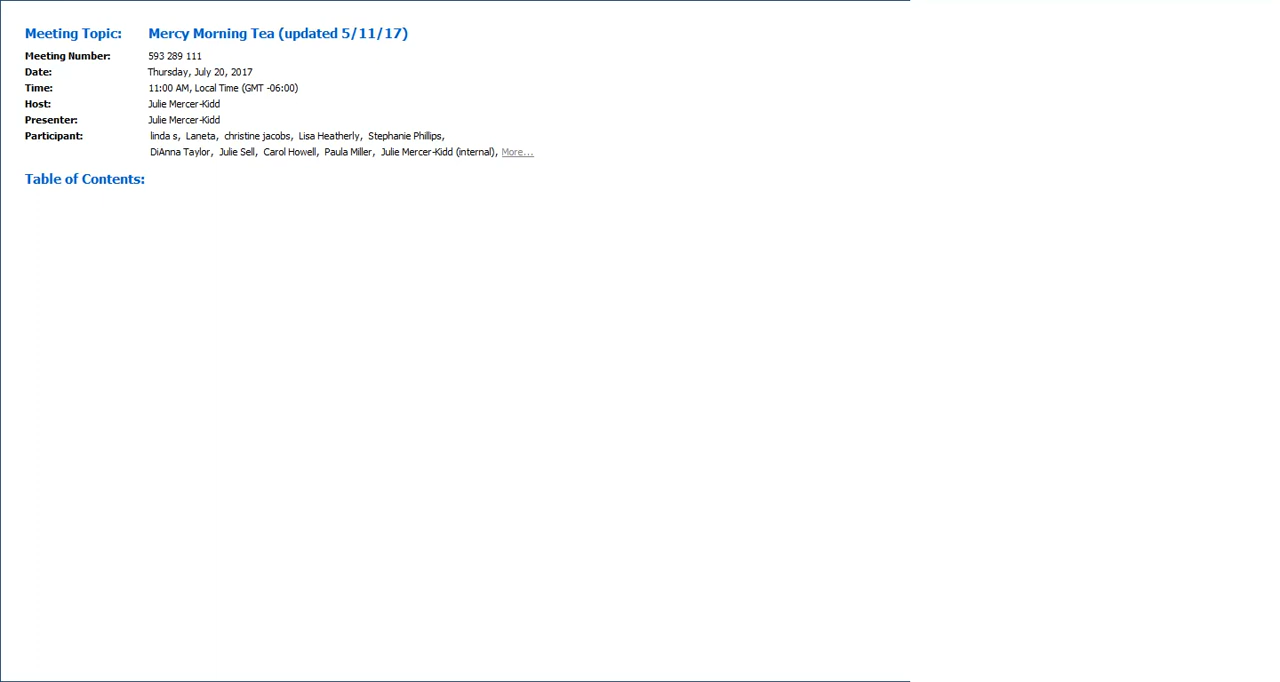 Meeting Topic: Mercy Morning Tea (updated 5/11/17)
Meeting Number: 593 289 111
Date: Thursday, July 20, 2017
Time: 11:00 AM, Local Time (GMT -06:00)
Host: Julie Mercer-Kidd
Presenter: Julie Mercer-Kidd
Participant: linda s, Laneta, christine jacobs, Lisa Heatherly, Stephanie Phillips,
DiAnna Taylor, Julie Sell, Carol Howell, Paula Miller, Julie Mercer-Kidd (internal), More...
Table of Contents: